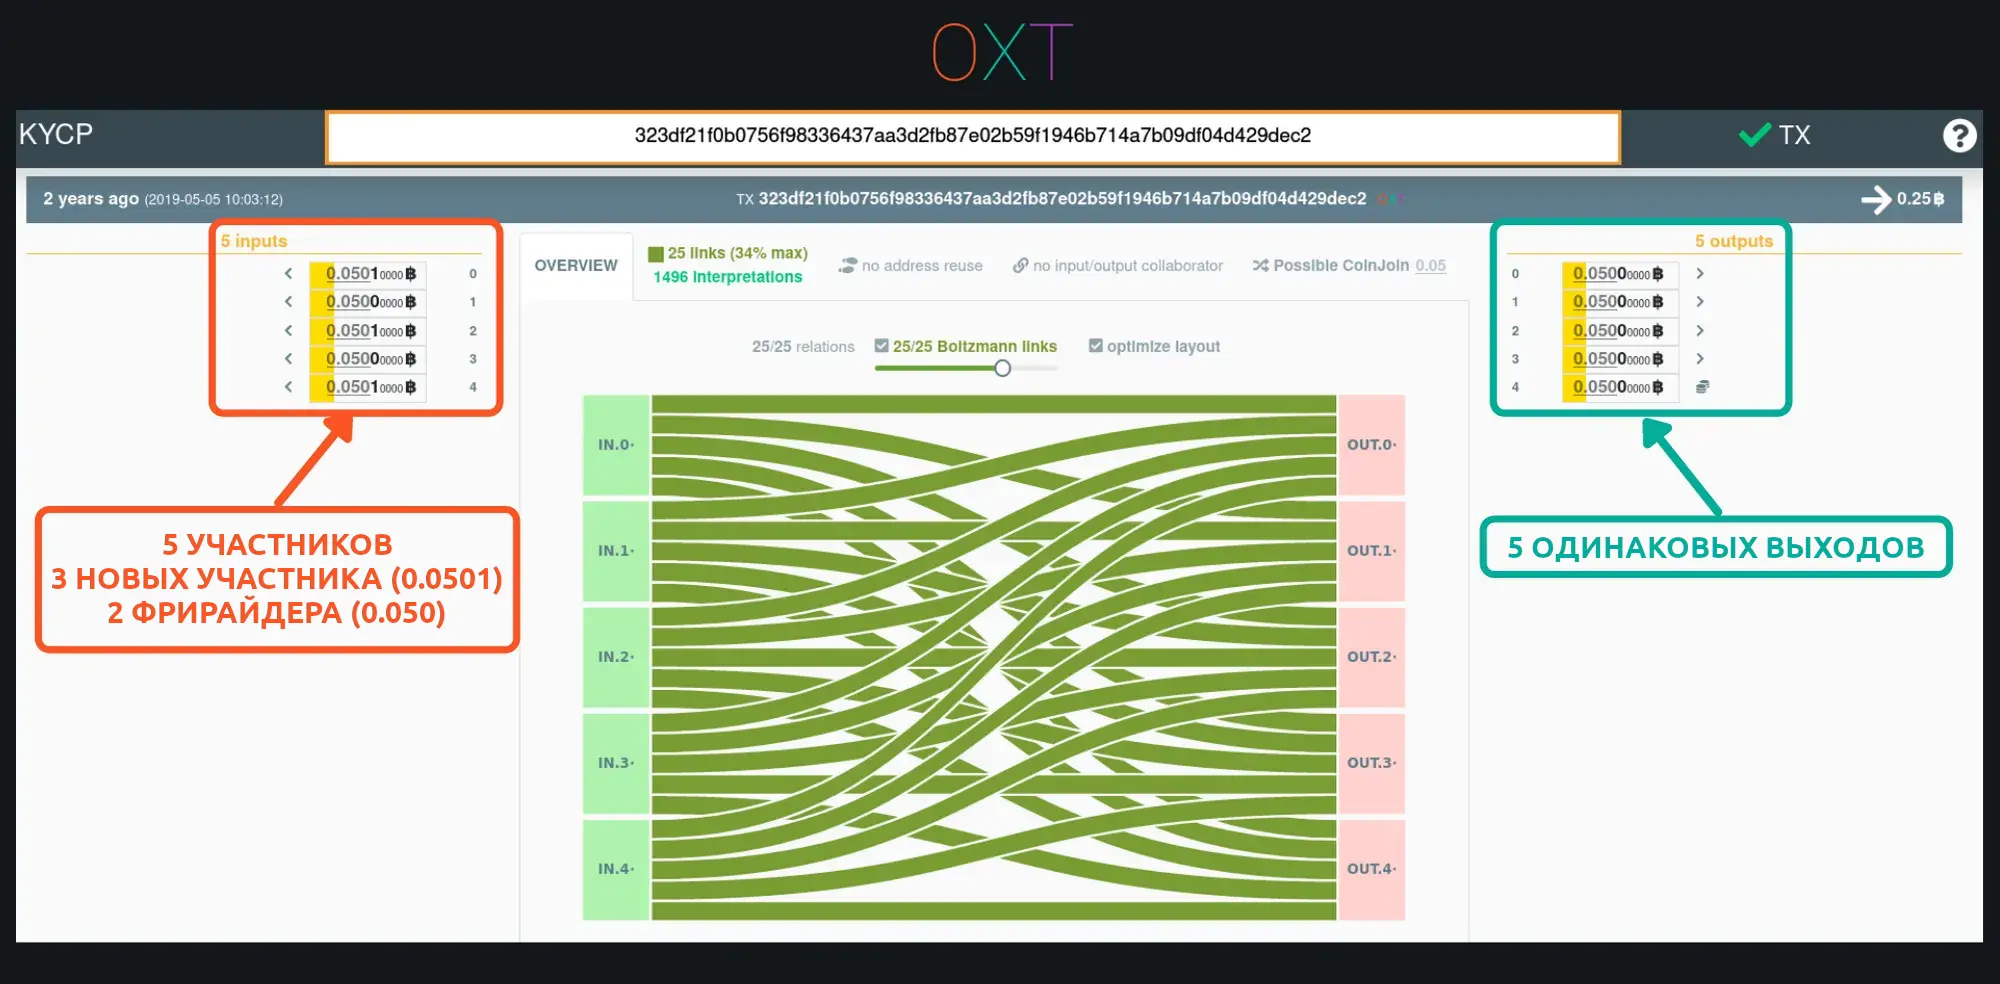 OXT
KYCP
323df21f0b0756f98336437aa3d2fb87e02b59f1946b714a7b09df04d429dec2
TX
?
2 years ago (2019-05-05 10:03:12)
TX 323df21f0b0756f98336437aa3d2fb87e02b59f1946b714a7b09df04d429dec2 OXT
0.25฿
5 inputs
0.05010000 ฿ 0
0.05000000 ฿ 1
0.05010000 ฿ 2
0.05000000 ฿ 3
0.05010000 ฿ 4
OVERVIEW
25 links (34% max)
1496 interpretations
no address reuse
no input/output collaborator
Possible CoinJoin 0.05
5 outputs
0 0.05000000 ฿
1 0.05000000 ฿
2 0.05000000 ฿
3 0.05000000 ฿
4 0.05000000 ฿
25/25 relations
25/25 Boltzmann links
optimize layout
IN.0·
IN.1·
IN.2·
IN.3·
IN.4·
OUT.0·
OUT.1·
OUT.2·
OUT.3·
OUT.4·
5 УЧАСТНИКОВ
3 НОВЫХ УЧАСТНИКА (0.0501)
2 ФРИРАЙДЕРА (0.050)
5 ОДИНАКОВЫХ ВЫХОДОВ